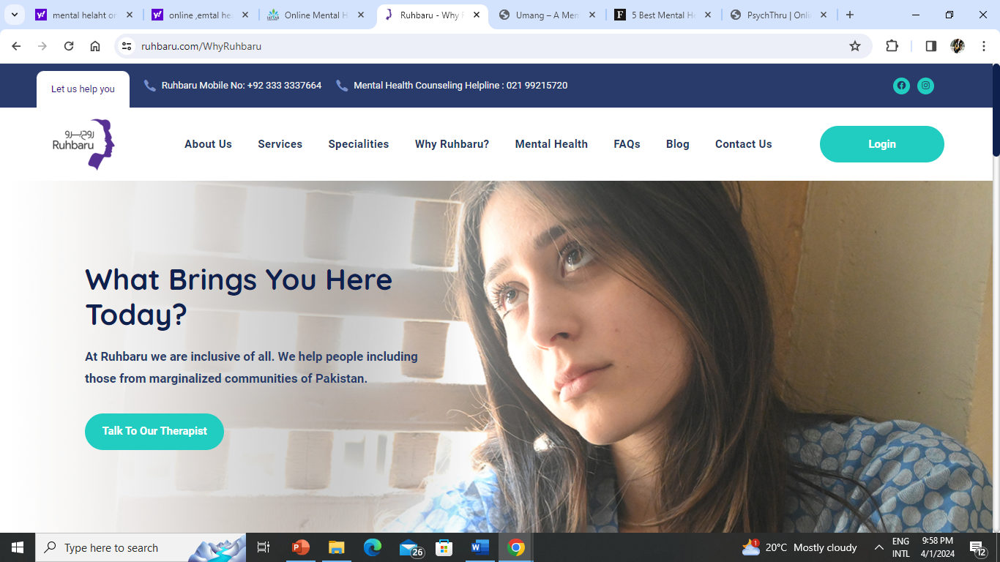 mental helaht or
online ,emtal hea
Online Mental H
Ruhbaru - Why R
Umang – A Men
5 Best Mental He
PsychThru | Onli
ruhbaru.com/WhyRuhbaru
Let us help you
Ruhbaru Mobile No: +92 333 3337664
Mental Health Counseling Helpline : 021 99215720
روح برو
Ruhbaru
About Us
Services
Specialities
Why Ruhbaru?
Mental Health
FAQs
Blog
Contact Us
Login
What Brings You Here
Today?
At Ruhbaru we are inclusive of all. We help people including
those from marginalized communities of Pakistan.
Talk To Our Therapist
Type here to search
26
1
20°C Mostly cloudy
ENG
INTL
9:58 PM
4/1/2024
12